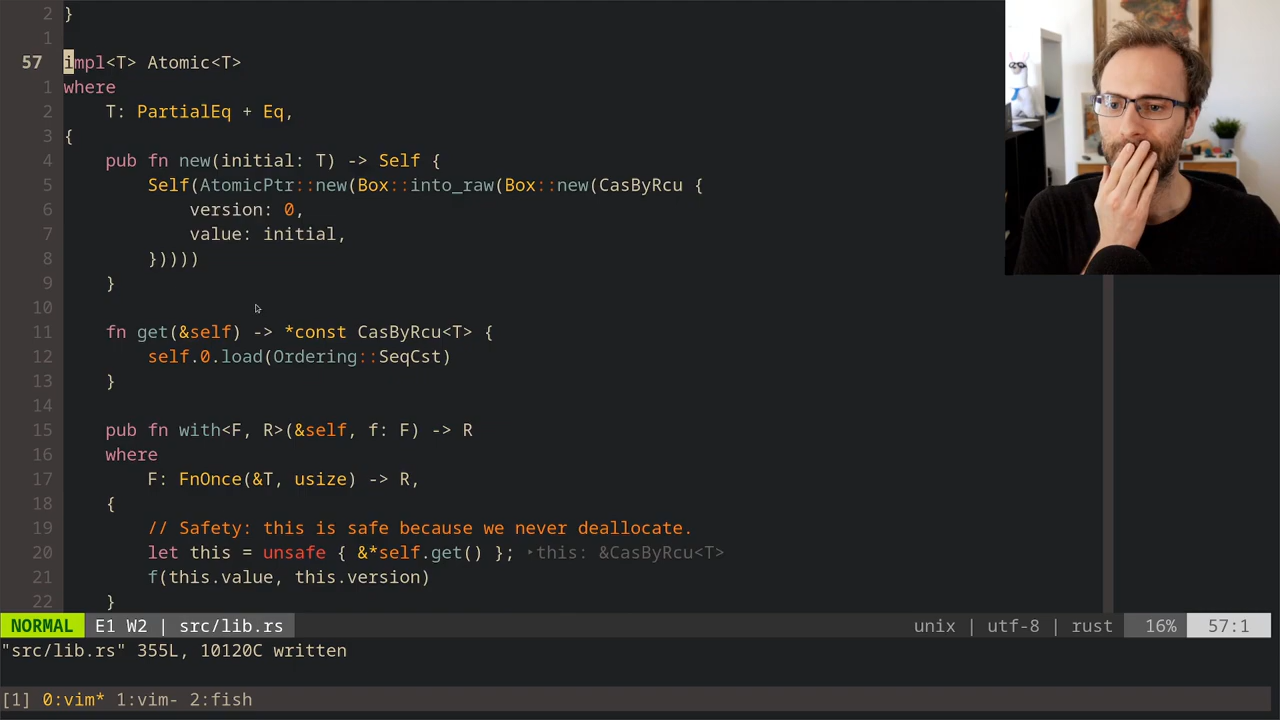 2 }
1
57 impl<T> Atomic<T>
1 where
2 T: PartialEq + Eq,
3 {
4 pub fn new(initial: T) -> Self {
5 Self(AtomicPtr::new(Box::into_raw(Box::new(CasByRcu {
6 version: 0,
7 value: initial,
8 }))))
9 }
10
11 fn get(&self) -> *const CasByRcu<T> {
12 self.0.load(Ordering::SeqCst)
13 }
14
15 pub fn with<F, R>(&self, f: F) -> R
16 where
17 F: FnOnce(&T, usize) -> R,
18 {
19 // Safety: this is safe because we never deallocate.
20 let this = unsafe { &*self.get() }; ‣this: &CasByRcu<T>
21 f(this.value, this.version)
22 }
NORMAL E1 W2 | src/lib.rs unix | utf-8 | rust 16% 57:1
"src/lib.rs" 355L, 10120C written
[1] 0:vim* 1:vim- 2:fish